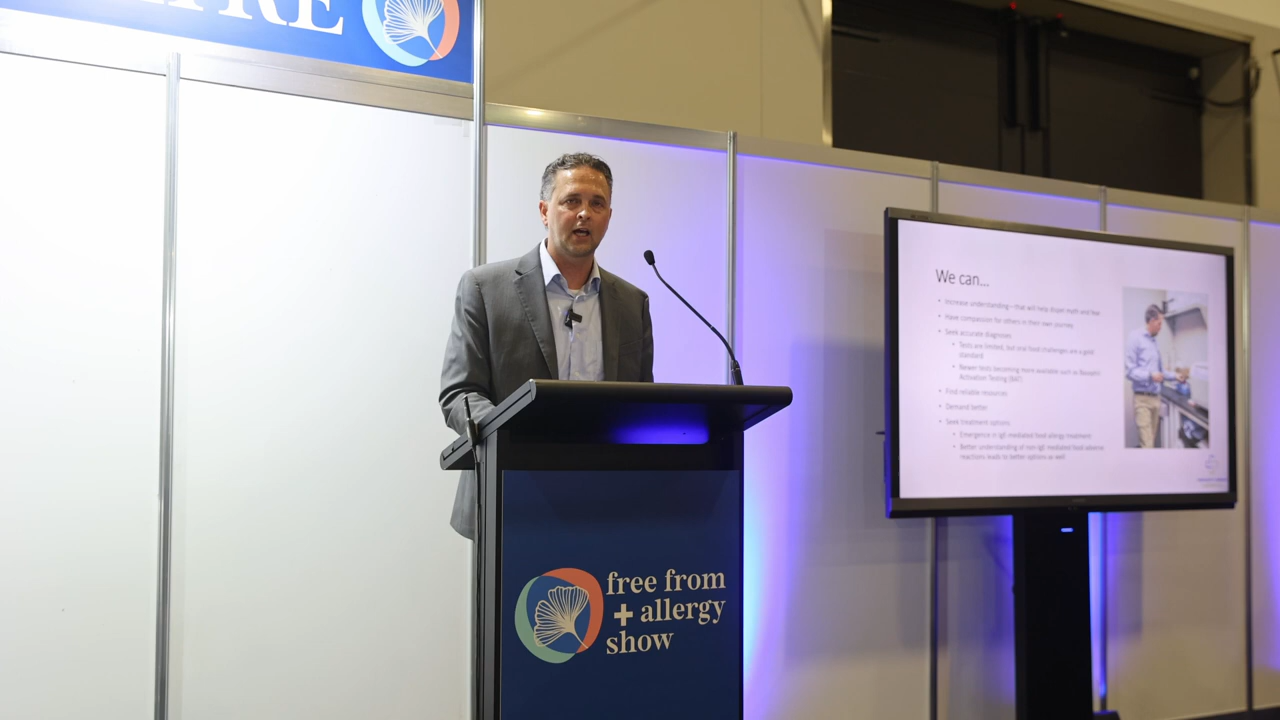 TRE
We can...
• Increase understanding—that will help dispel myth and fear
• Have compassion for others in their own journey
• Seek accurate diagnoses
• Tests are limited, but oral food challenges are a gold
standard
• Newer tests becoming more available such as Basophil
Activation Testing (BAT)
• Find reliable resources
• Demand better
• Seek treatment options
• Emergence in IgE mediated food allergy treatment
• Better understanding of non-IgE mediated food adverse
reactions leads to better options as well
free from
+ allergy
show